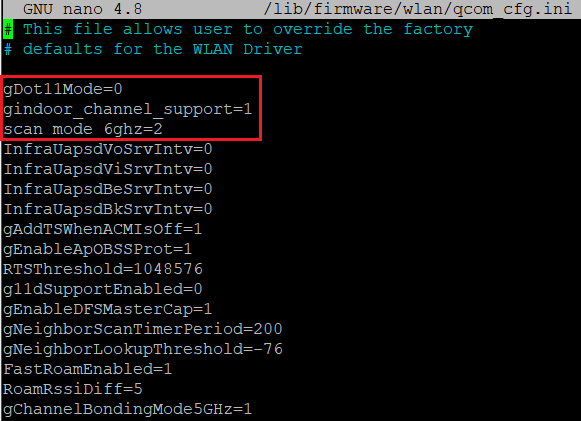 GNU nano 4.8 /lib/firmware/wlan/qcom_cfg.ini
# This file allows user to override the factory
# defaults for the WLAN Driver
gDot11Mode=0
gindoor_channel_support=1
scan mode 6ghz=2
InfraUapsdVoSrvIntv=0
InfraUapsdViSrvIntv=0
InfraUapsdBeSrvIntv=0
InfraUapsdBkSrvIntv=0
gAddTSWhenACMIsOff=1
gEnableApOBSSProt=1
RTSThreshold=1048576
g11dSupportEnabled=0
gEnableDFSMasterCap=1
gNeighborScanTimerPeriod=200
gNeighborLookupThreshold=-76
FastRoamEnabled=1
RoamRssiDiff=5
gChannelBondingMode5GHz=1